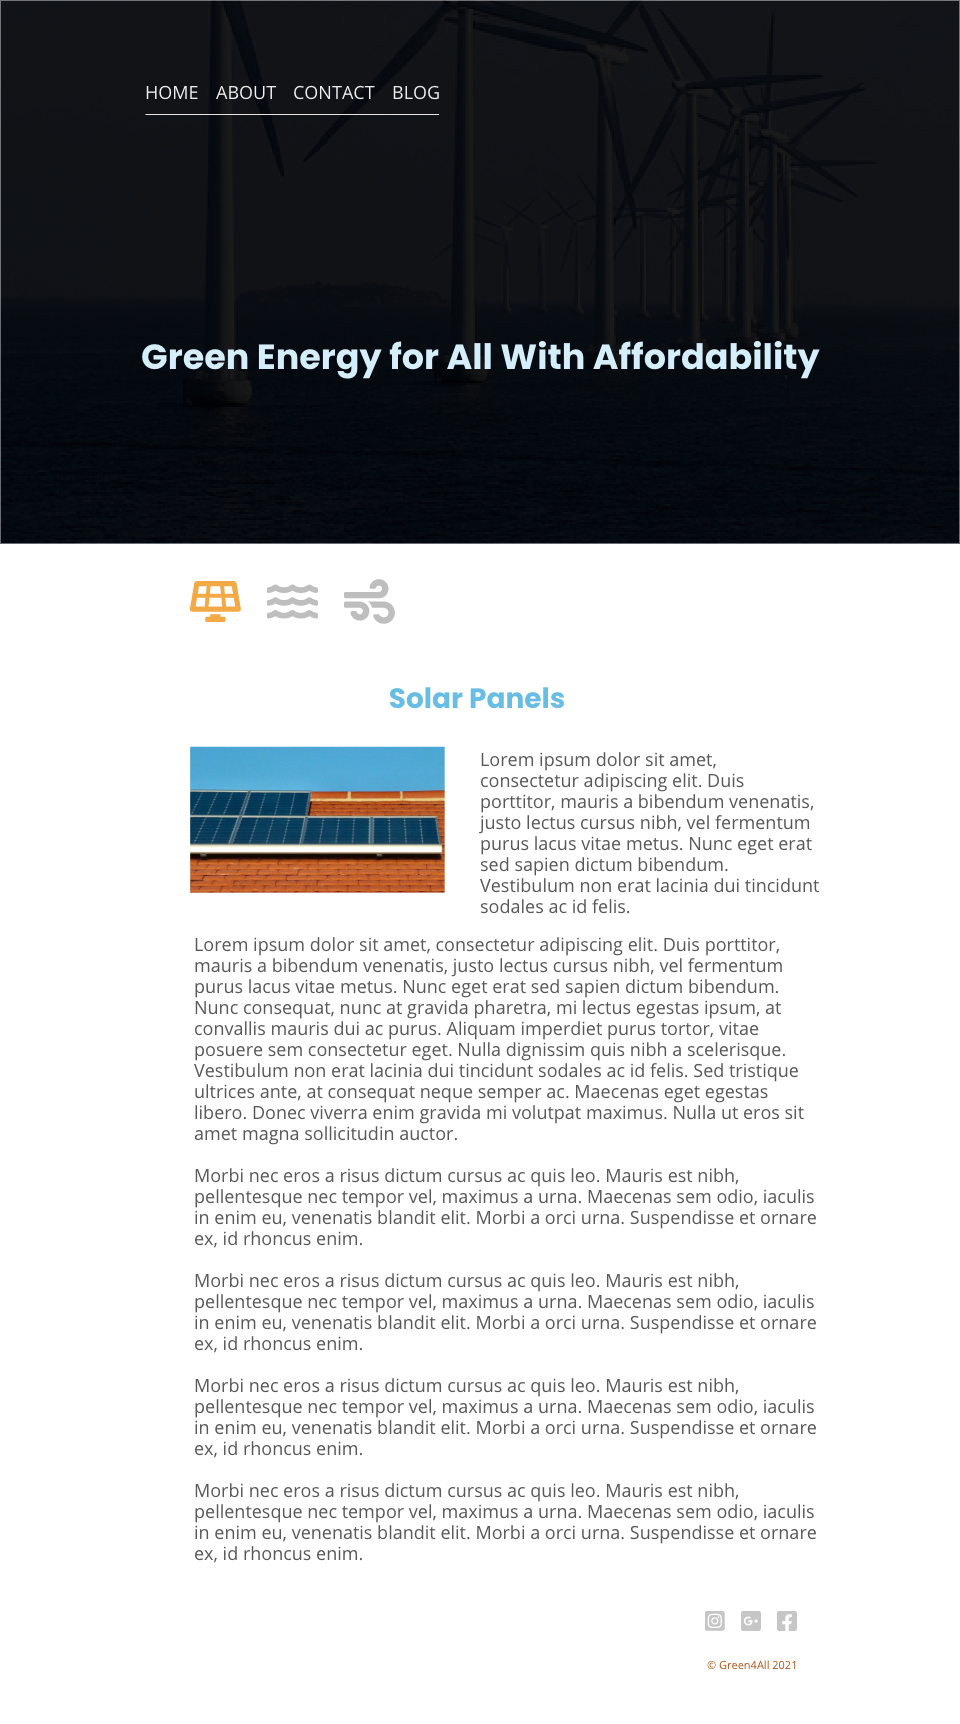 HOME ABOUT CONTACT BLOG
Green Energy for All With Affordability
Solar Panels
Lorem ipsum dolor sit amet,
consectetur adipiscing elit. Duis
porttitor, mauris a bibendum venenatis,
justo lectus cursus nibh, vel fermentum
purus lacus vitae metus. Nunc eget erat
sed sapien dictum bibendum.
Vestibulum non erat lacinia dui tincidunt
sodales ac id felis.
Lorem ipsum dolor sit amet, consectetur adipiscing elit. Duis porttitor,
mauris a bibendum venenatis, justo lectus cursus nibh, vel fermentum
purus lacus vitae metus. Nunc eget erat sed sapien dictum bibendum.
Nunc consequat, nunc at gravida pharetra, mi lectus egestas ipsum, at
convallis mauris dui ac purus. Aliquam imperdiet purus tortor, vitae
posuere sem consectetur eget. Nulla dignissim quis nibh a scelerisque.
Vestibulum non erat lacinia dui tincidunt sodales ac id felis. Sed tristique
ultrices ante, at consequat neque semper ac. Maecenas eget egestas
libero. Donec viverra enim gravida mi volutpat maximus. Nulla ut eros sit
amet magna sollicitudin auctor.
Morbi nec eros a risus dictum cursus ac quis leo. Mauris est nibh,
pellentesque nec tempor vel, maximus a urna. Maecenas sem odio, iaculis
in enim eu, venenatis blandit elit. Morbi a orci urna. Suspendisse et ornare
ex, id rhoncus enim.
Morbi nec eros a risus dictum cursus ac quis leo. Mauris est nibh,
pellentesque nec tempor vel, maximus a urna. Maecenas sem odio, iaculis
in enim eu, venenatis blandit elit. Morbi a orci urna. Suspendisse et ornare
ex, id rhoncus enim.
Morbi nec eros a risus dictum cursus ac quis leo. Mauris est nibh,
pellentesque nec tempor vel, maximus a urna. Maecenas sem odio, iaculis
in enim eu, venenatis blandit elit. Morbi a orci urna. Suspendisse et ornare
ex, id rhoncus enim.
Morbi nec eros a risus dictum cursus ac quis leo. Mauris est nibh,
pellentesque nec tempor vel, maximus a urna. Maecenas sem odio, iaculis
in enim eu, venenatis blandit elit. Morbi a orci urna. Suspendisse et ornare
ex, id rhoncus enim.
© Green4All 2021